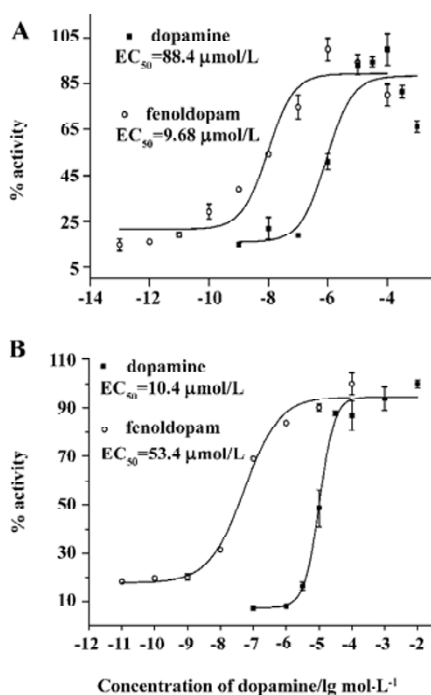 A
105
85
65
45
25
5
% activity
dopamine
EC50=88.4 μmol/L
fenoldopam
EC50=9.68 μmol/L
-14 -12 -10 -8 -6 -4
B
110
90
70
50
30
10
% activity
dopamine
EC50=10.4 μmol/L
fenoldopam
EC50=53.4 μmol/L
-12 -11 -10 -9 -8 -7 -6 -5 -4 -3 -2
Concentration of dopamine/lg mol·L-1